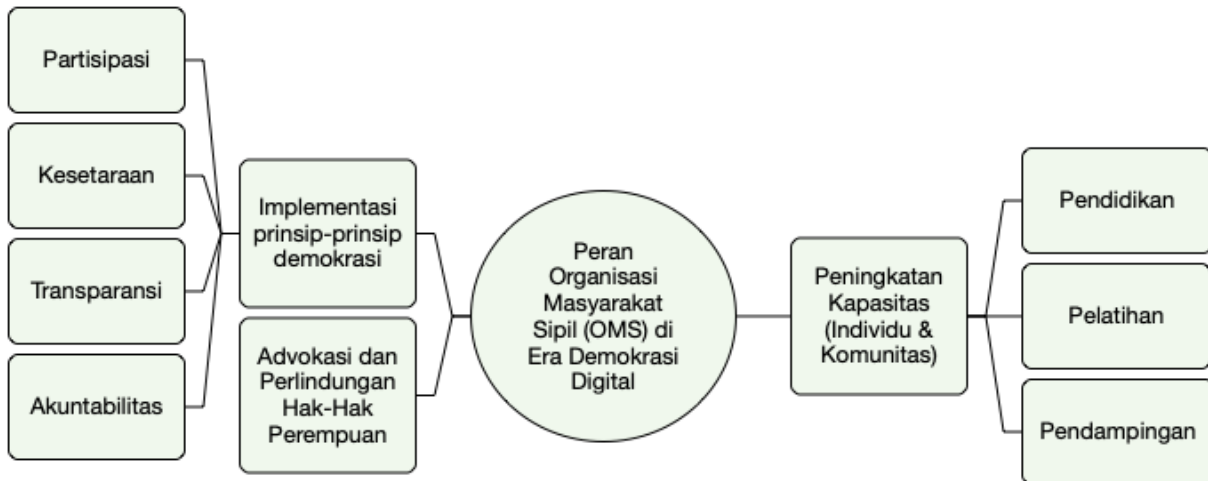 Partisipasi
Kesetaraan
Transparansi
Akuntabilitas
Implementasi
prinsip-prinsip
demokrasi
Advokasi dan
Perlindungan
Hak-Hak
Perempuan
Peran
Organisasi
Masyarakat
Sipil (OMS) di
Era Demokrasi
Digital
Peningkatan
Kapasitas
(Individu &
Komunitas)
Pendidikan
Pelatihan
Pendampingan